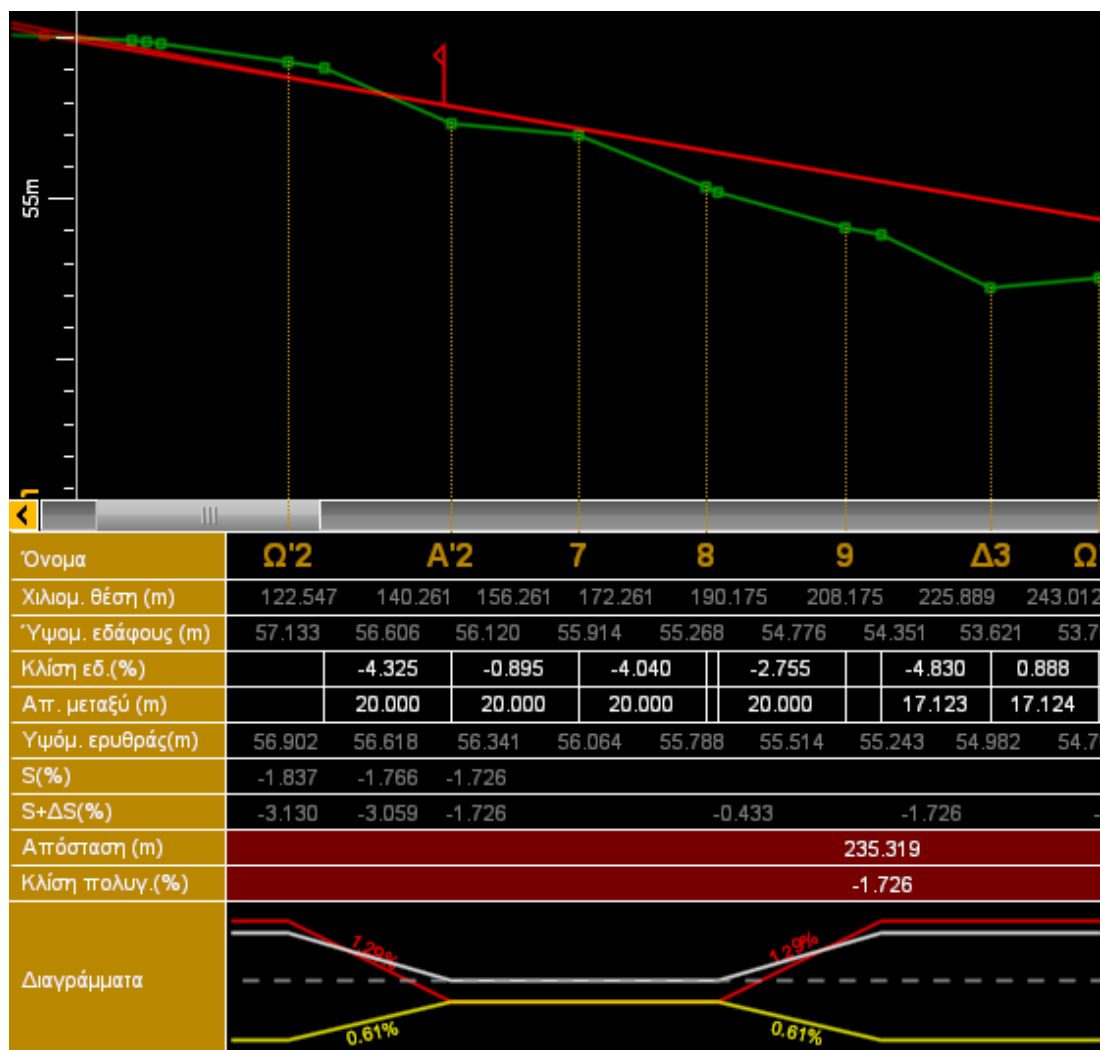 55m
Ω'2 Α'2 7 8 9 Δ3 Ω
Όνομα
Χιλιομ. θέση (m) 122.547 140.261 156.261 172.261 190.175 208.175 225.889 243.012
Ύψομ. εδάφους (m) 57.133 56.606 56.120 55.914 55.268 54.776 54.351 53.621 53.7
Κλίση εδ.(%) -4.325 -0.895 -4.040 -2.755 -4.830 0.888
Απ. μεταξύ (m) 20.000 20.000 20.000 20.000 17.123 17.124
Υψόμ. ερυθράς(m) 56.902 56.618 56.341 56.064 55.788 55.514 55.243 54.982 54.7
S(%) -1.837 -1.766 -1.726
S+ΔS(%) -3.130 -3.059 -1.726 -0.433 -1.726 -
Απόσταση (m) 235.319
Κλίση πολυγ.(%) -1.726
Διαγράμματα
1.29% 1.29%
0.61% 0.61%